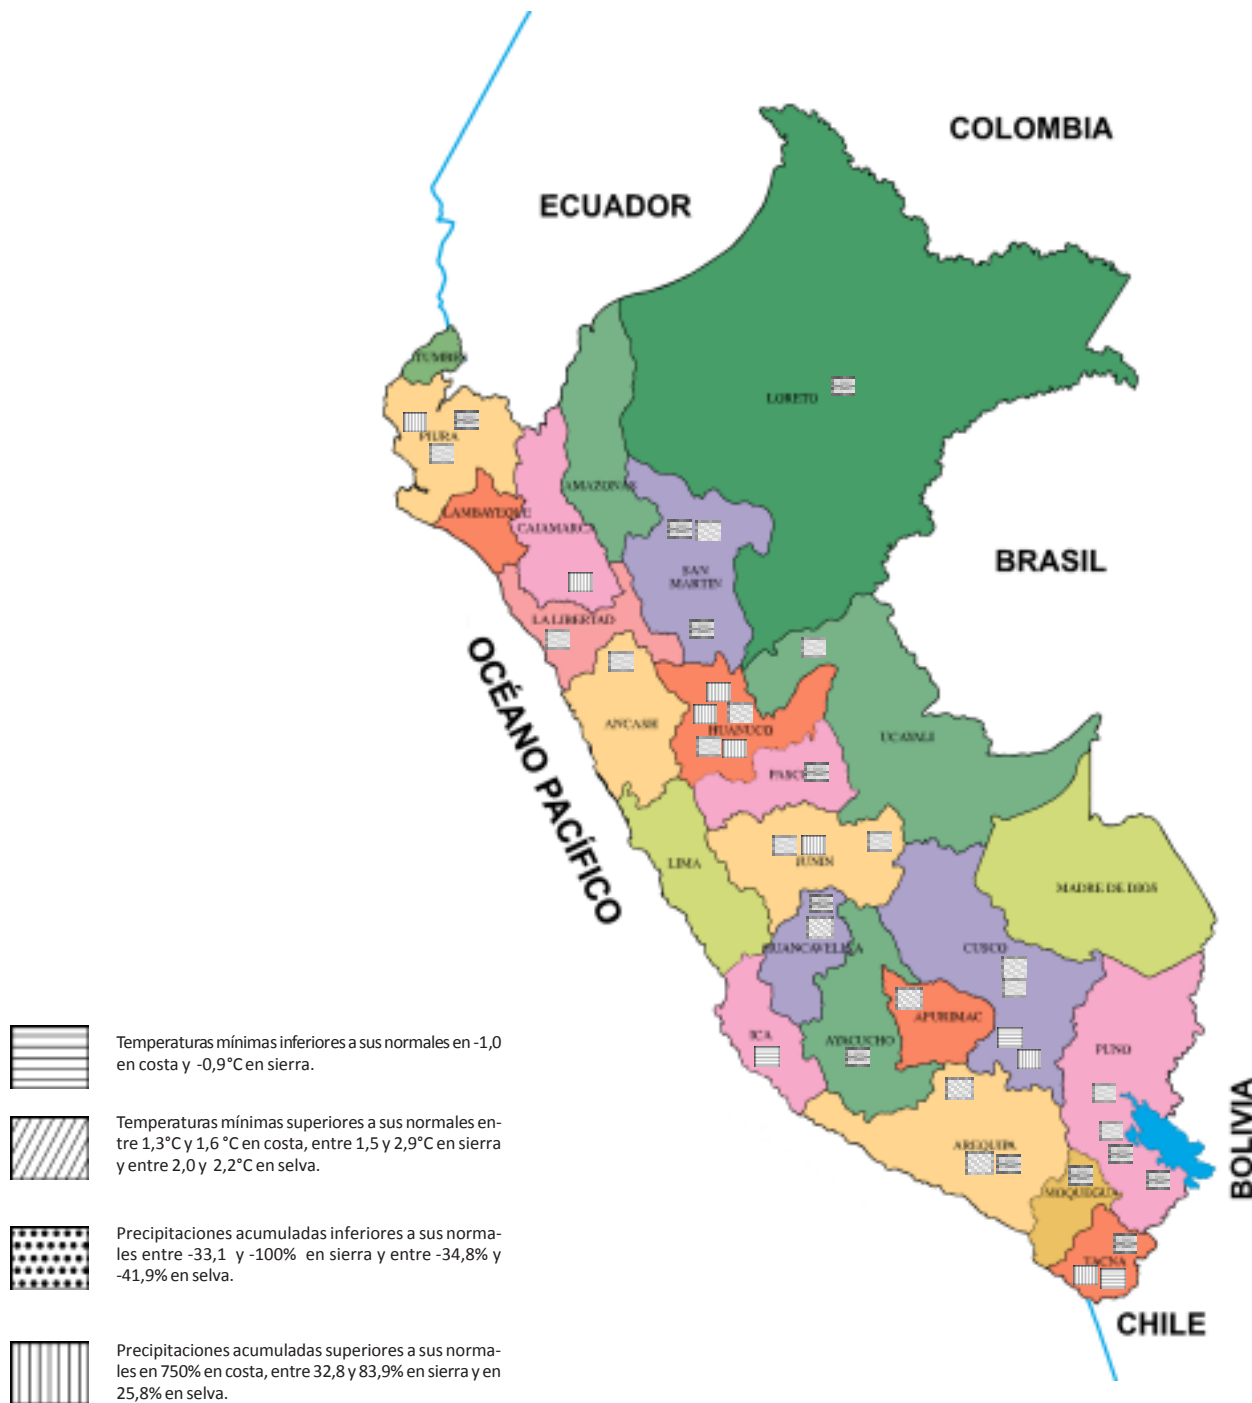 COLOMBIA
ECUADOR
TUMBES
LORETO
PIURA
AMAZONAS
LAMBAYEQUE
CAJAMARCA
BRASIL
SAN
MARTIN
LA LIBERTAD
OCÉANO PACÍFICO
ANCASH
HUANUCO
UCAYALI
PASCO
LIMA
JUNIN
MADRE DE DIOS
HUANCAVELICA
CUSCO
ICA
AYACUCHO
APURIMAC
PUNO
AREQUIPA
BOLIVIA
MOQUEGUA
TACNA
CHILE
Temperaturas mínimas inferiores a sus normales en -1,0
en costa y -0,9°C en sierra.
Temperaturas mínimas superiores a sus normales en-
tre 1,3°C y 1,6 °C en costa, entre 1,5 y 2,9°C en sierra
y entre 2,0 y 2,2°C en selva.
Precipitaciones acumuladas inferiores a sus norma-
les entre -33,1 y -100% en sierra y entre -34,8% y
-41,9% en selva.
Precipitaciones acumuladas superiores a sus norma-
les en 750% en costa, entre 32,8 y 83,9% en sierra y en
25,8% en selva.